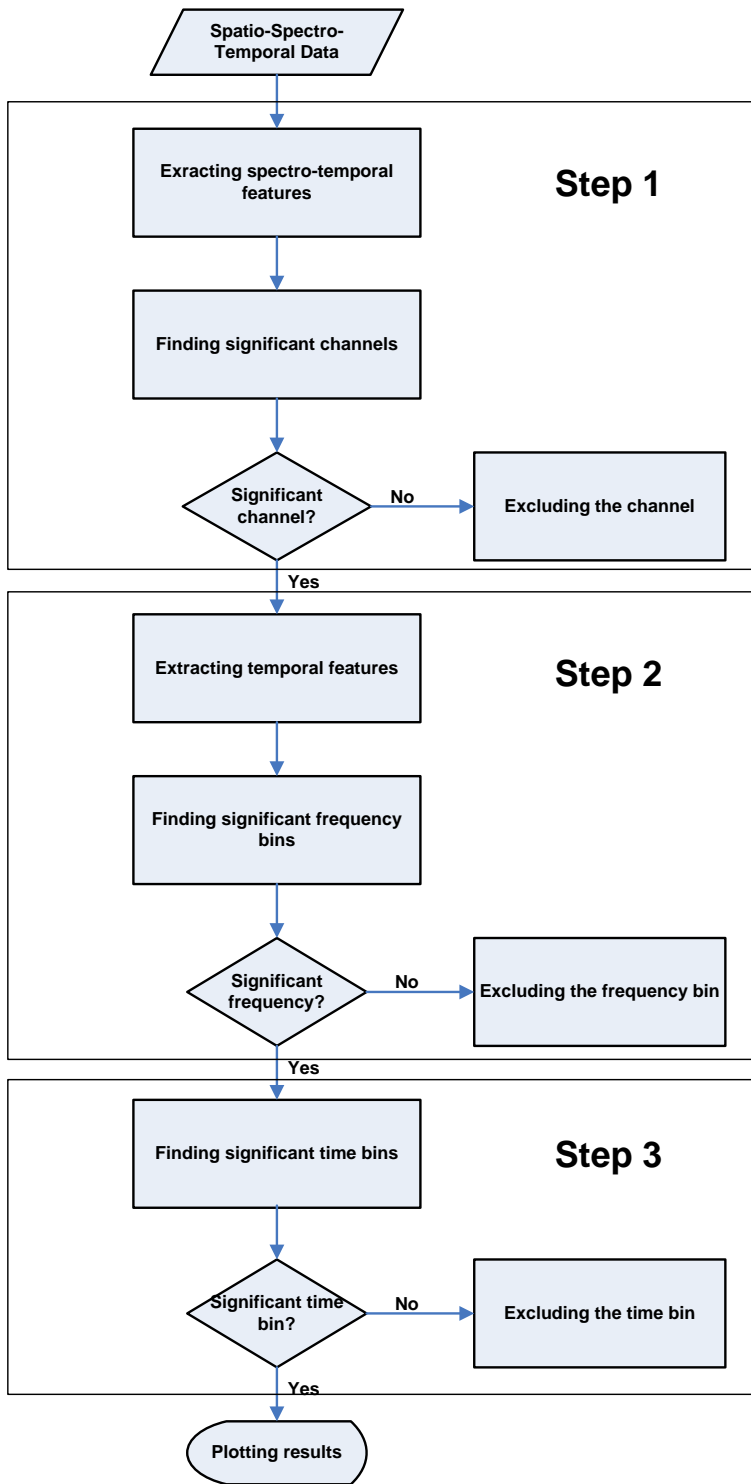 Spatio-Spectro-
Temporal Data
Exracting spectro-temporal
features
Step 1
Finding significant channels
Significant
channel?
No
Excluding the channel
Yes
Extracting temporal features
Step 2
Finding significant frequency
bins
Significant
frequency?
No
Excluding the frequency bin
Yes
Finding significant time bins
Step 3
Significant time
bin?
No
Excluding the time bin
Yes
Plotting results